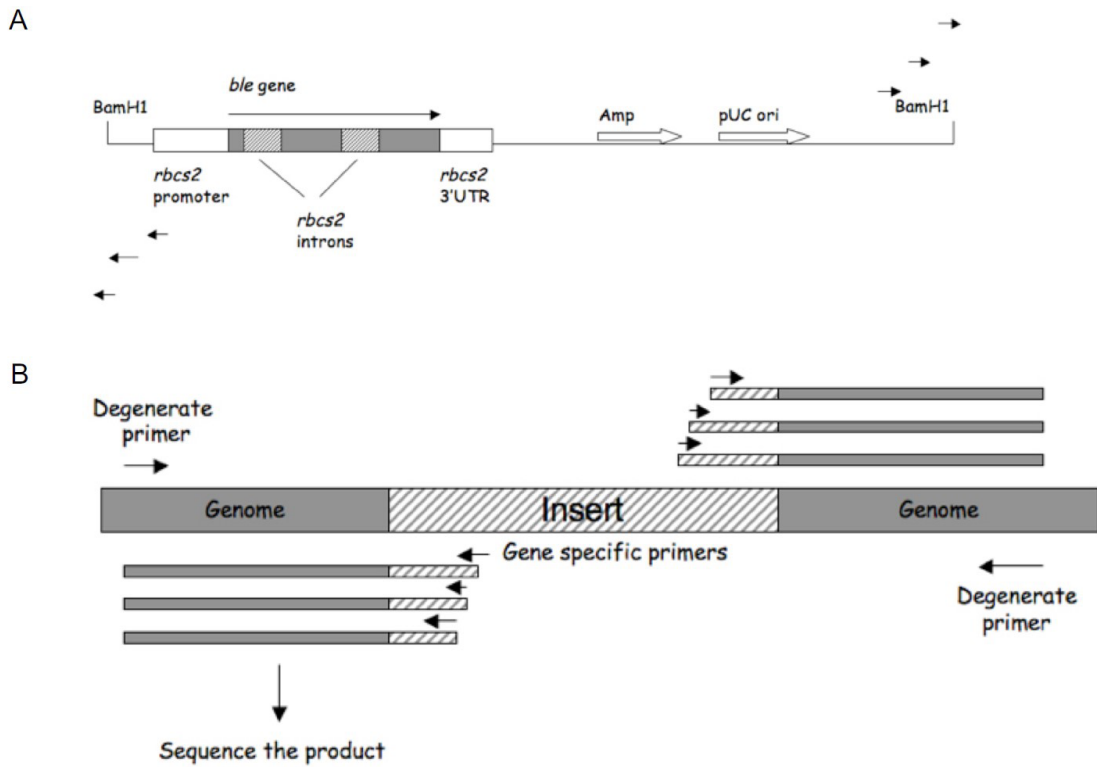 A
ble gene
BamH1
Amp
pUC ori
BamH1
rbcs2
promoter
rbcs2
introns
rbcs2
3'UTR
B
Degenerate
primer
Genome
Insert
Genome
Gene specific primers
Degenerate
primer
Sequence the product